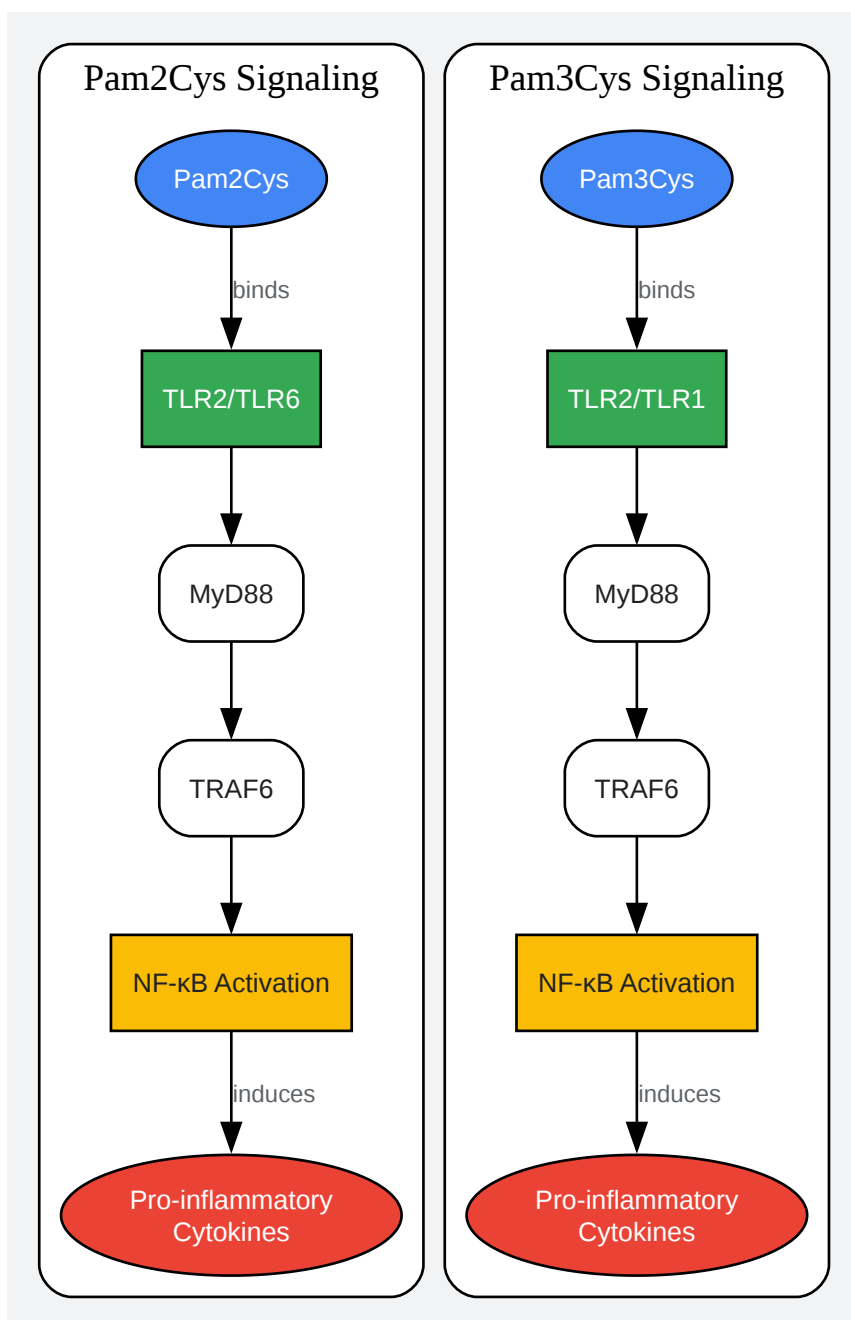 Pam2Cys Signaling
Pam2Cys
binds
TLR2/TLR6
MyD88
TRAF6
NF-κB Activation
induces
Pro-inflammatory
Cytokines
Pam3Cys Signaling
Pam3Cys
binds
TLR2/TLR1
MyD88
TRAF6
NF-κB Activation
induces
Pro-inflammatory
Cytokines